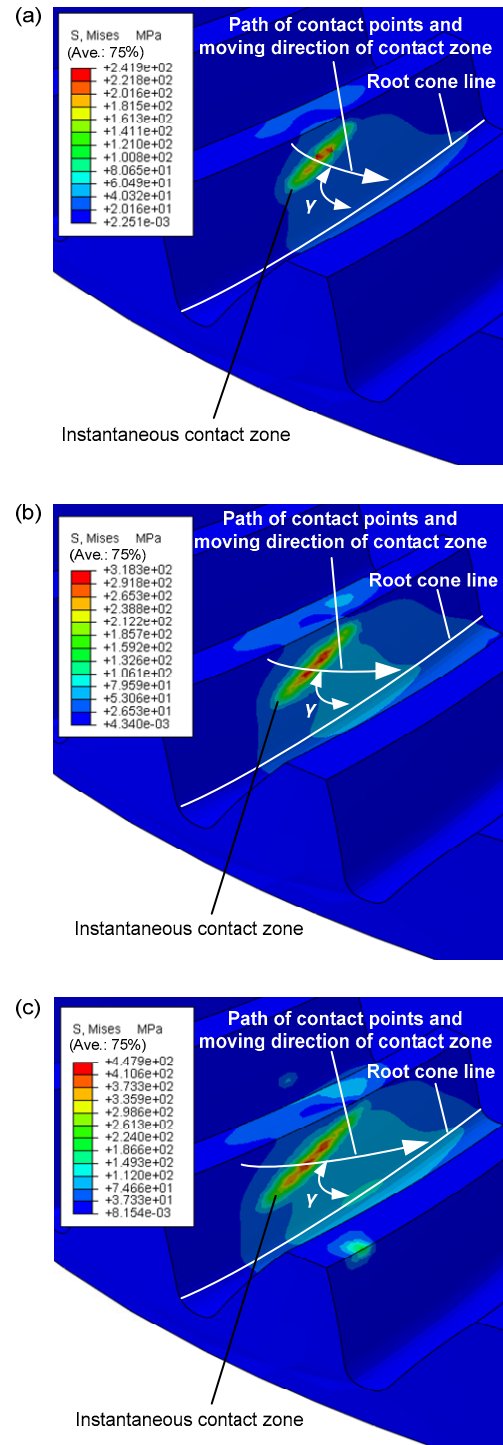 (a)
S, Mises MPa
(Ave.: 75%)
+2.419e+02
+2.218e+02
+2.016e+02
+1.815e+02
+1.613e+02
+1.411e+02
+1.210e+02
+1.008e+02
+8.065e+01
+6.049e+01
+4.032e+01
+2.016e+01
+2.251e-03
Path of contact points and
moving direction of contact zone
Root cone line
γ
Instantaneous contact zone
(b)
S, Mises MPa
(Ave.: 75%)
+3.183e+02
+2.918e+02
+2.653e+02
+2.388e+02
+2.122e+02
+1.857e+02
+1.592e+02
+1.326e+02
+1.061e+02
+7.959e+01
+5.306e+01
+2.653e+01
+4.340e-03
Path of contact points and
moving direction of contact zone
Root cone line
γ
Instantaneous contact zone
(c)
S, Mises MPa
(Ave.: 75%)
+4.479e+02
+4.106e+02
+3.733e+02
+3.359e+02
+2.986e+02
+2.613e+02
+2.240e+02
+1.866e+02
+1.493e+02
+1.120e+02
+7.466e+01
+3.733e+01
+8.154e-03
Path of contact points and
moving direction of contact zone
Root cone line
γ
Instantaneous contact zone